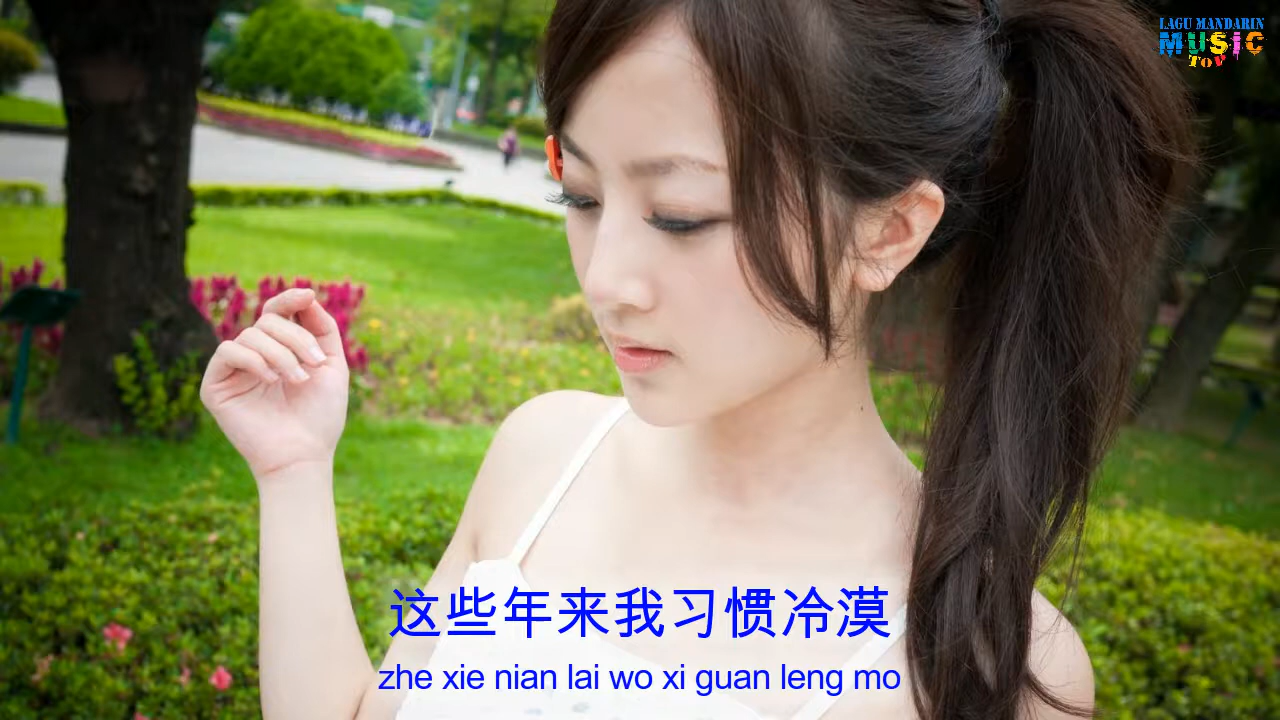 LAGU MANDARIN
MUSIC
ToV
这些年来我习惯冷漠
zhe xie nian lai wo xi guan leng mo